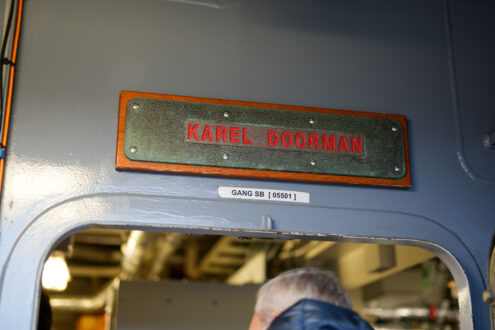 KAREL DOORMAN
GANG SB [ 05501 ]